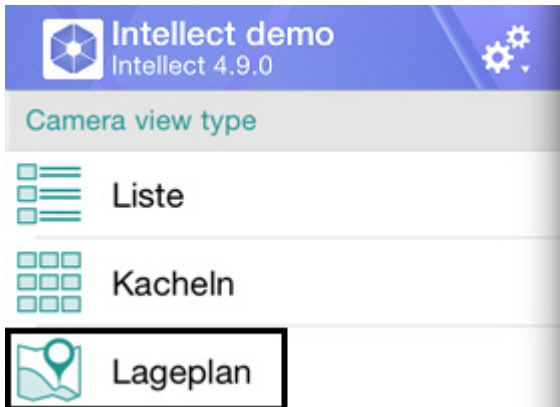 Intellect demo
Intellect 4.9.0
Camera view type
Liste
Kacheln
Lageplan